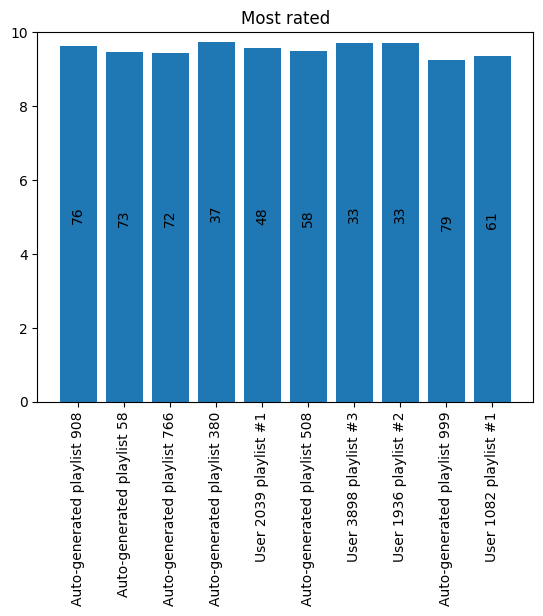 Most rated
10
8
6
4
2
0
76
73
72
37
48
58
33
33
79
61
Auto-generated playlist 908
Auto-generated playlist 58
Auto-generated playlist 766
Auto-generated playlist 380
User 2039 playlist #1
Auto-generated playlist 508
User 3898 playlist #3
User 1936 playlist #2
Auto-generated playlist 999
User 1082 playlist #1